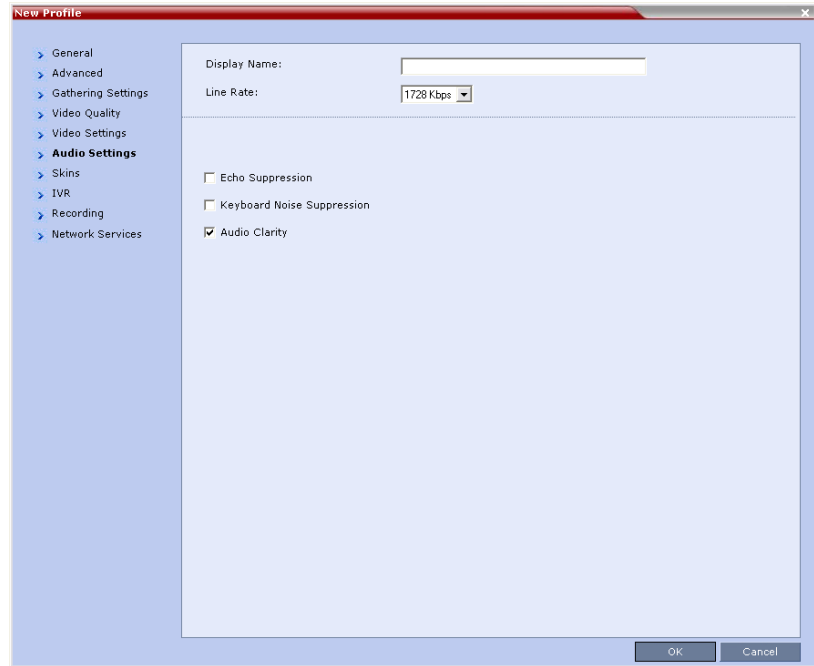 New Profile
General
Advanced
Gathering Settings
Video Quality
Video Settings
Audio Settings
Skins
IVR
Recording
Network Services
Display Name:
Line Rate:
1728 Kbps
Echo Suppression
Keyboard Noise Suppression
Audio Clarity
OK
Cancel